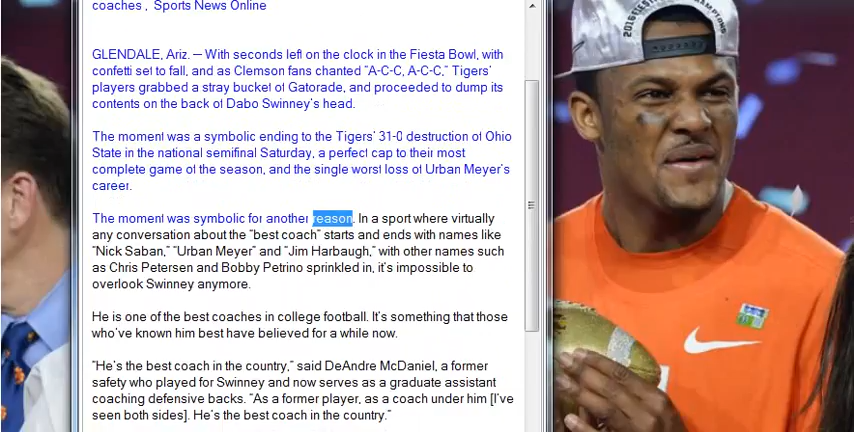 coaches , Sports News Online
GLENDALE, Ariz. — With seconds left on the clock in the Fiesta Bowl, with
confetti set to fall, and as Clemson fans chanted “A-C-C, A-C-C,” Tigers’
players grabbed a stray bucket of Gatorade, and proceeded to dump its
contents on the back of Dabo Swinney’s head.
The moment was a symbolic ending to the Tigers’ 31-0 destruction of Ohio
State in the national semifinal Saturday, a perfect cap to their most
complete game of the season, and the single worst loss of Urban Meyer’s
career.
The moment was symbolic for another reason. In a sport where virtually
any conversation about the “best coach” starts and ends with names like
“Nick Saban,” “Urban Meyer” and “Jim Harbaugh,” with other names such
as Chris Petersen and Bobby Petrino sprinkled in, it’s impossible to
overlook Swinney anymore.
He is one of the best coaches in college football. It’s something that those
who’ve known him best have believed for a while now.
“He’s the best coach in the country,” said DeAndre McDaniel, a former
safety who played for Swinney and now serves as a graduate assistant
coaching defensive backs. “As a former player, as a coach under him [I’ve
seen both sides]. He’s the best coach in the country.”
2016 FIESTA BOWL CHAMPIONS